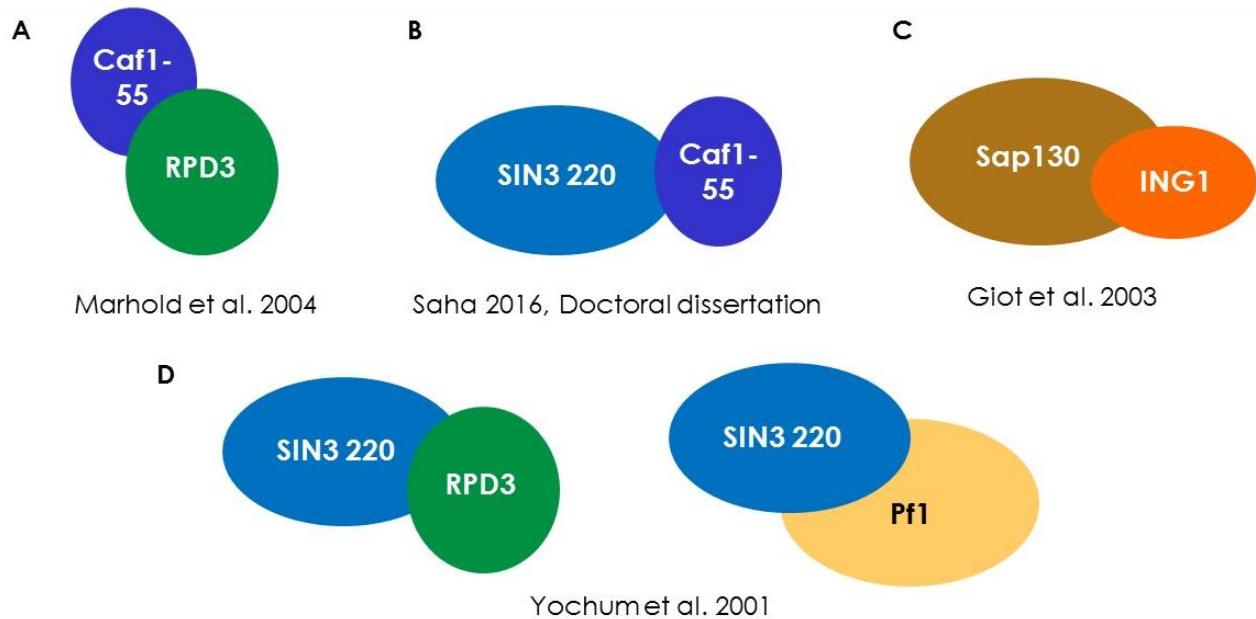 A
Caf1-
55
RPD3
Marhold et al. 2004
B
SIN3 220
Caf1-
55
Saha 2016, Doctoral dissertation
C
Sap130
ING1
Giot et al. 2003
D
SIN3 220
RPD3
SIN3 220
Pf1
Yochum et al. 2001